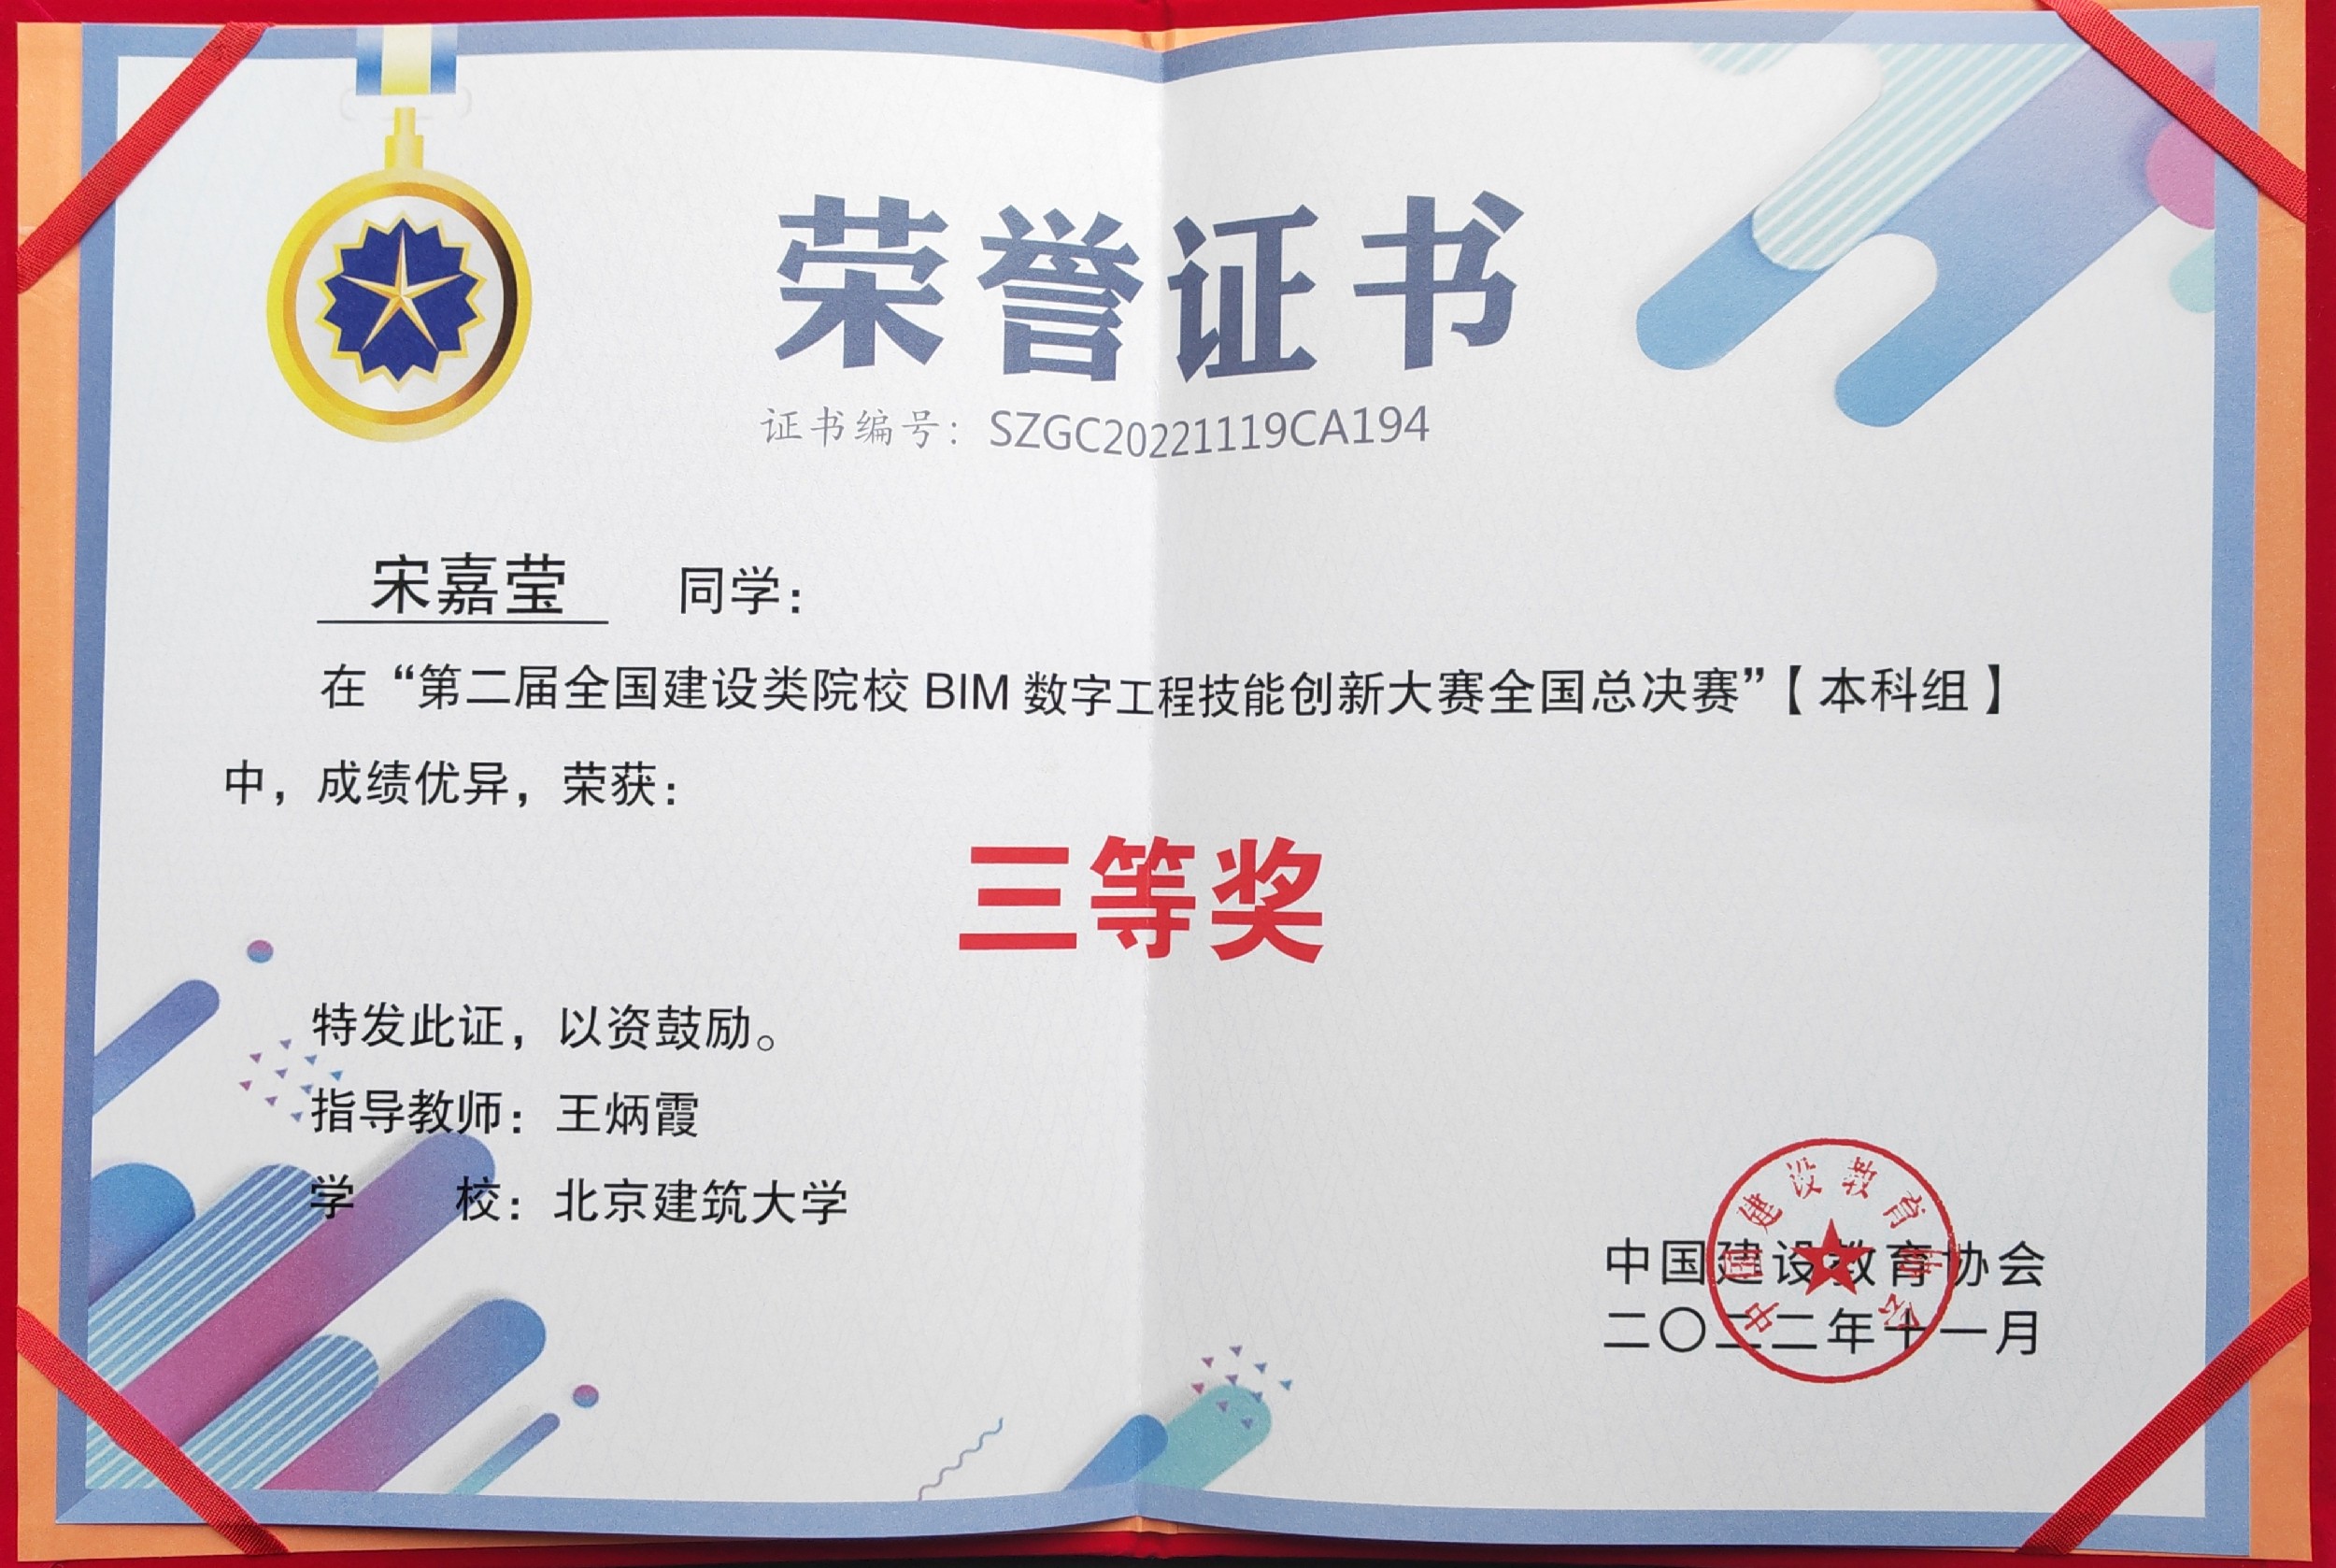 荣誉证书
证书编号：SZGC20221119CA194
宋嘉莹 同学：
在“第二届全国建设类院校 BIM 数字工程技能创新大赛全国总决赛”【本科组】
中，成绩优异，荣获：
三等奖
特发此证，以资鼓励。
指导教师：王炳霞
学 校：北京建筑大学
中国建设教育协会
二〇二二年十一月
中国建设教育协会